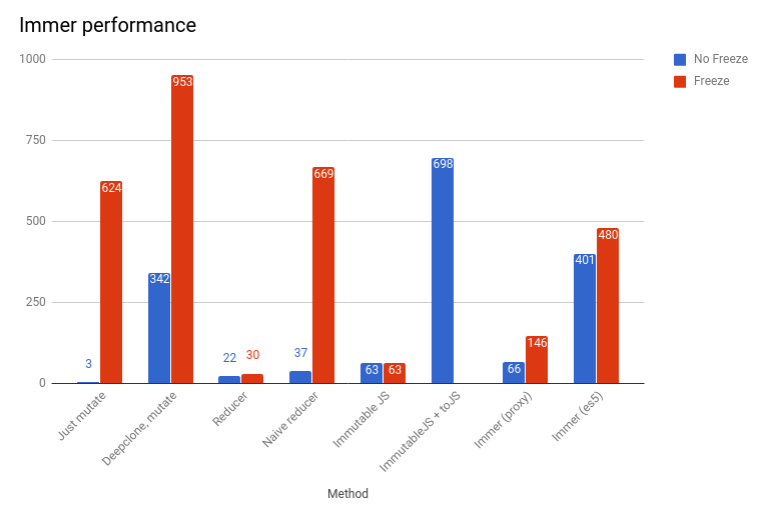 Immer performance
1000
750
500
250
0
No Freeze
Freeze
3
624
342
953
22
30
37
669
63
63
698
66
146
401
480
Just mutate
Deepclone, mutate
Reducer
Naive reducer
Immutable JS
ImmutableJS + toJS
Immer (proxy)
Immer (es5)
Method